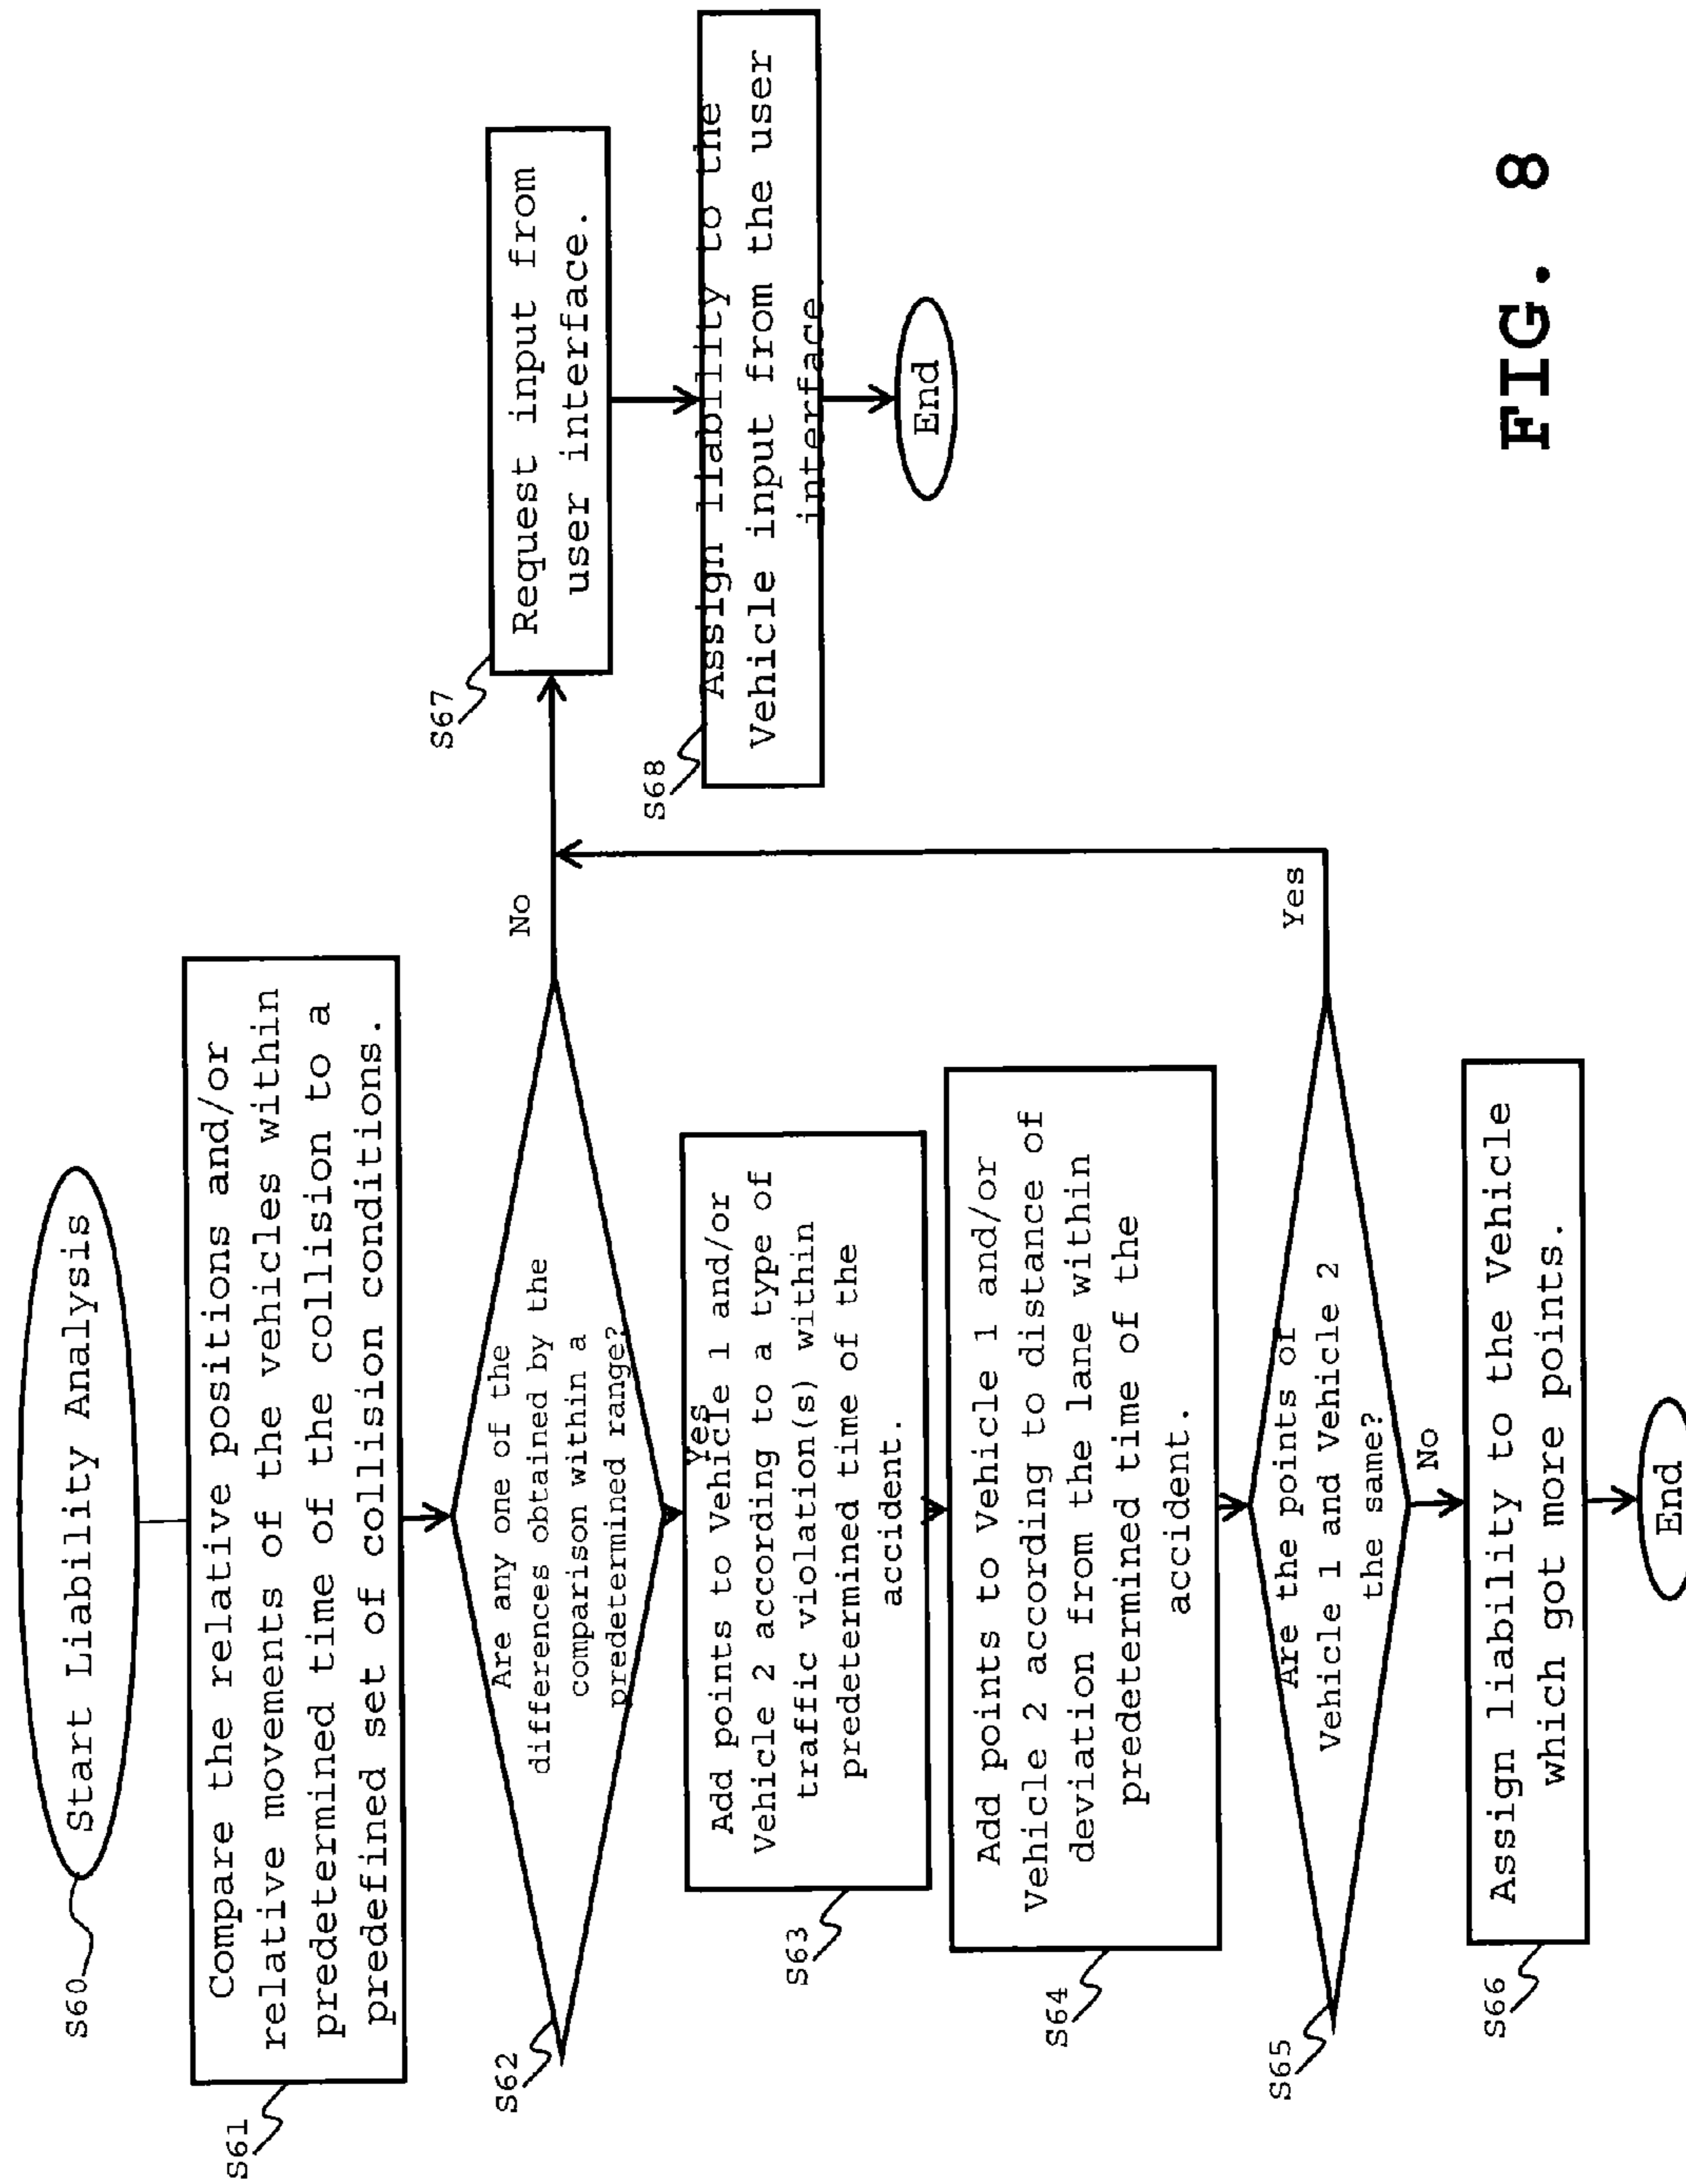 S60
Start Liability Analysis
S61
Compare the relative positions and/or
relative movements of the vehicles within
predetermined time of the collision to a
predefined set of collision conditions.
S62
Are any one of the
differences obtained by the
comparison within a
predetermined range?
No
Yes
S67
Request input from
user interface.
S68
Assign liability to the
Vehicle input from the user
interface.
End
S63
Add points to Vehicle 1 and/or
Vehicle 2 according to a type of
traffic violation(s) within
predetermined time of the
accident.
S64
Add points to Vehicle 1 and/or
Vehicle 2 according to distance of
deviation from the lane within
predetermined time of the
accident.
S65
Are the points of
Vehicle 1 and Vehicle 2
the same?
Yes
No
S66
Assign liability to the Vehicle
which got more points.
End
FIG. 8